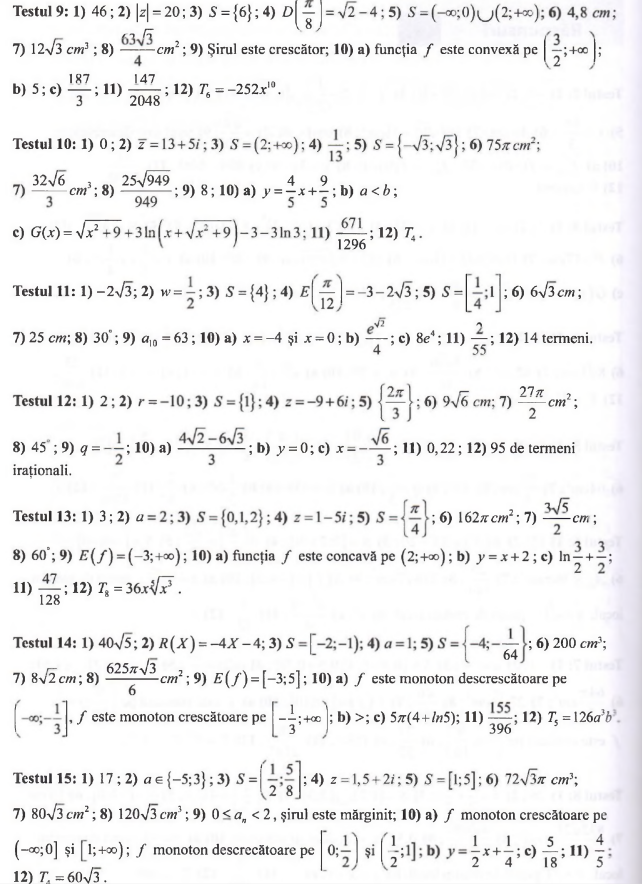 Testul 9: 1) 46 ; 2) |z| = 20 ; 3) S = {6} ; 4) D(π/8) = √2 − 4 ; 5) S = (−∞;0)∪(2;+∞) ; 6) 4,8 cm ;
7) 12√3 cm³ ; 8) 63√3/4 cm² ; 9) Șirul este crescător; 10) a) funcția f este convexă pe (3/2;+∞) ;
b) 5 ; c) 187/3 ; 11) 147/2048 ; 12) T₆ = −252x¹⁰ .
Testul 10: 1) 0 ; 2) z̅ = 13 + 5i ; 3) S = (2;+∞) ; 4) 1/13 ; 5) S = {−√3;√3} ; 6) 75π cm² ;
7) 32√6/3 cm³ ; 8) 25√949/949 ; 9) 8 ; 10) a) y = 4/5 x + 9/5 ; b) a < b ;
c) G(x) = √(x² + 9) + 3ln(x + √(x² + 9)) − 3 − 3ln3 ; 11) 671/1296 ; 12) T₄ .
Testul 11: 1) −2√3 ; 2) w = 1/2 ; 3) S = {4} ; 4) E(π/12) = −3 − 2√3 ; 5) S = [1/4;1] ; 6) 6√3 cm ;
7) 25 cm; 8) 30° ; 9) a₁₀ = 63 ; 10) a) x = −4 și x = 0 ; b) e^√2/4 ; c) 8e⁴ ; 11) 2/55 ; 12) 14 termeni.
Testul 12: 1) 2 ; 2) r = −10 ; 3) S = {1} ; 4) z = −9 + 6i ; 5) {2π/3} ; 6) 9√6 cm; 7) 27π/2 cm² ;
8) 45° ; 9) q = −1/2 ; 10) a) (4√2 − 6√3)/3 ; b) y = 0 ; c) x = −√6/3 ; 11) 0,22 ; 12) 95 de termeni
iraționali.
Testul 13: 1) 3 ; 2) a = 2 ; 3) S = {0,1,2} ; 4) z = 1 − 5i ; 5) S = {π/4} ; 6) 162π cm² ; 7) 3√5/2 cm ;
8) 60° ; 9) E(f) = (−3;+∞) ; 10) a) funcția f este concavă pe (2;+∞) ; b) y = x + 2 ; c) ln 3/2 − 3/2 ;
11) 47/128 ; 12) T₈ = 36x√x³ .
Testul 14: 1) 40√5 ; 2) R(X) = −4X − 4 ; 3) S = [−2;−1) ; 4) a = 1 ; 5) S = {−4;−1/64} ; 6) 200 cm³ ;
7) 8√2 cm ; 8) 625π√3/6 cm² ; 9) E(f) = [−3;5] ; 10) a) f este monoton descrescătoare pe
(−∞;−1/3], f este monoton crescătoare pe [−1/3;+∞) ; b) >; c) 5π(4+ln5); 11) 155/396 ; 12) T₅ = 126a³b³.
Testul 15: 1) 17 ; 2) a ∈ {−5;3} ; 3) S = (1/2;5/8] ; 4) z = 1,5 + 2i ; 5) S = [1;5] ; 6) 72√3π cm³ ;
7) 80√3 cm² ; 8) 120√3 cm³ ; 9) 0 ≤ aₙ < 2 , șirul este mărginit; 10) a) f monoton crescătoare pe
(−∞;0] și [1;+∞) ; f monoton descrecătoare pe [0;1/2) și (1/2;1] ; b) y = 1/2 x + 1/4 ; c) 5/18 ; 11) 4/5 ;
12) T₄ = 60√3 .